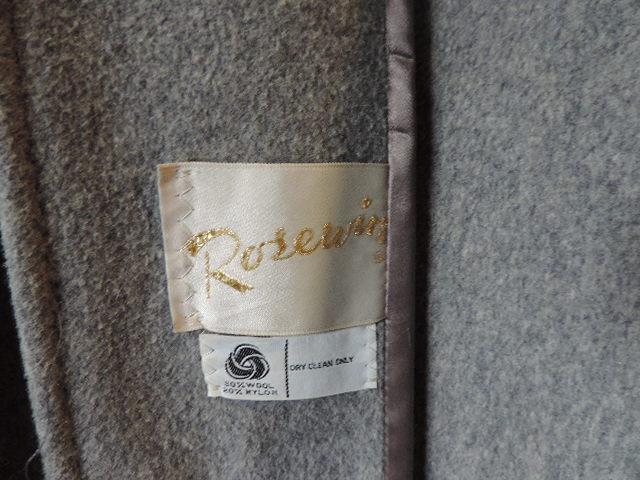 Rosewin
DRY CLEAN ONLY
80% WOOL
20% NYLON